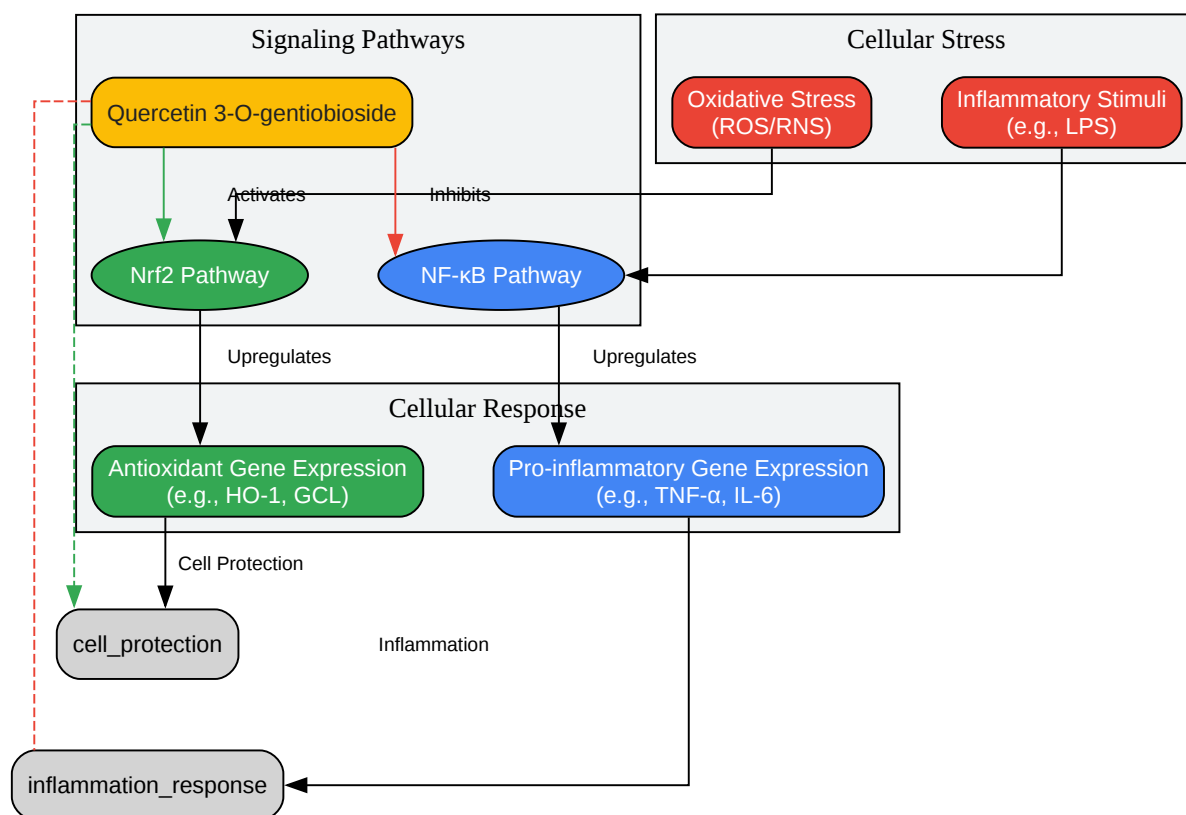 Signaling Pathways
Cellular Stress
Quercetin 3-O-gentiobioside
Oxidative Stress
(ROS/RNS)
Inflammatory Stimuli
(e.g., LPS)
Activates
Inhibits
Nrf2 Pathway
NF-κB Pathway
Upregulates
Upregulates
Cellular Response
Antioxidant Gene Expression
(e.g., HO-1, GCL)
Pro-inflammatory Gene Expression
(e.g., TNF-α, IL-6)
Cell Protection
cell_protection
Inflammation
inflammation_response